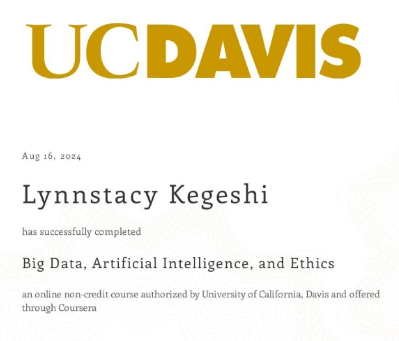 UCDAVIS
Aug 16, 2024
Lynnstacy Kegeshi
has successfully completed
Big Data, Artificial Intelligence, and Ethics
an online non-credit course authorized by University of California, Davis and offered
through Coursera